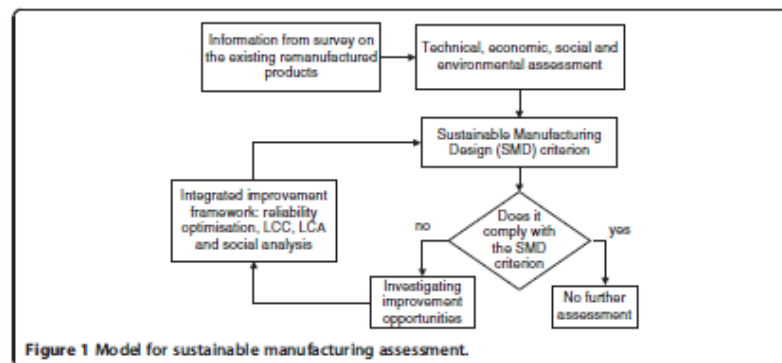 Information from survey on
the existing remanufactured
products
Technical, economic, social and
environmental assessment
Sustainable Manufacturing
Design (SMD) criterion
Integrated improvement
framework: reliability
optimisation, LCC, LCA
and social analysis
Does it
comply with
the SMD
criterion
no
yes
Investigating
improvement
opportunities
No further
assessment
Figure 1 Model for sustainable manufacturing assessment.